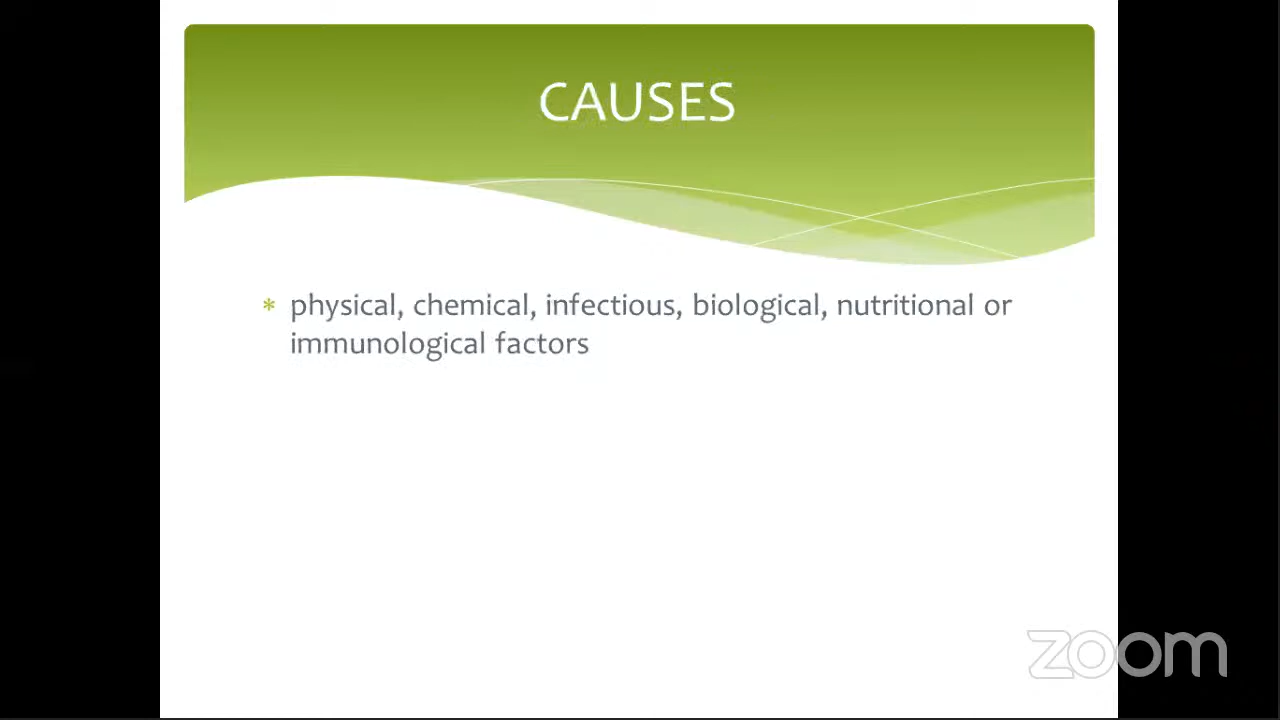 CAUSES
* physical, chemical, infectious, biological, nutritional or
immunological factors
zoom